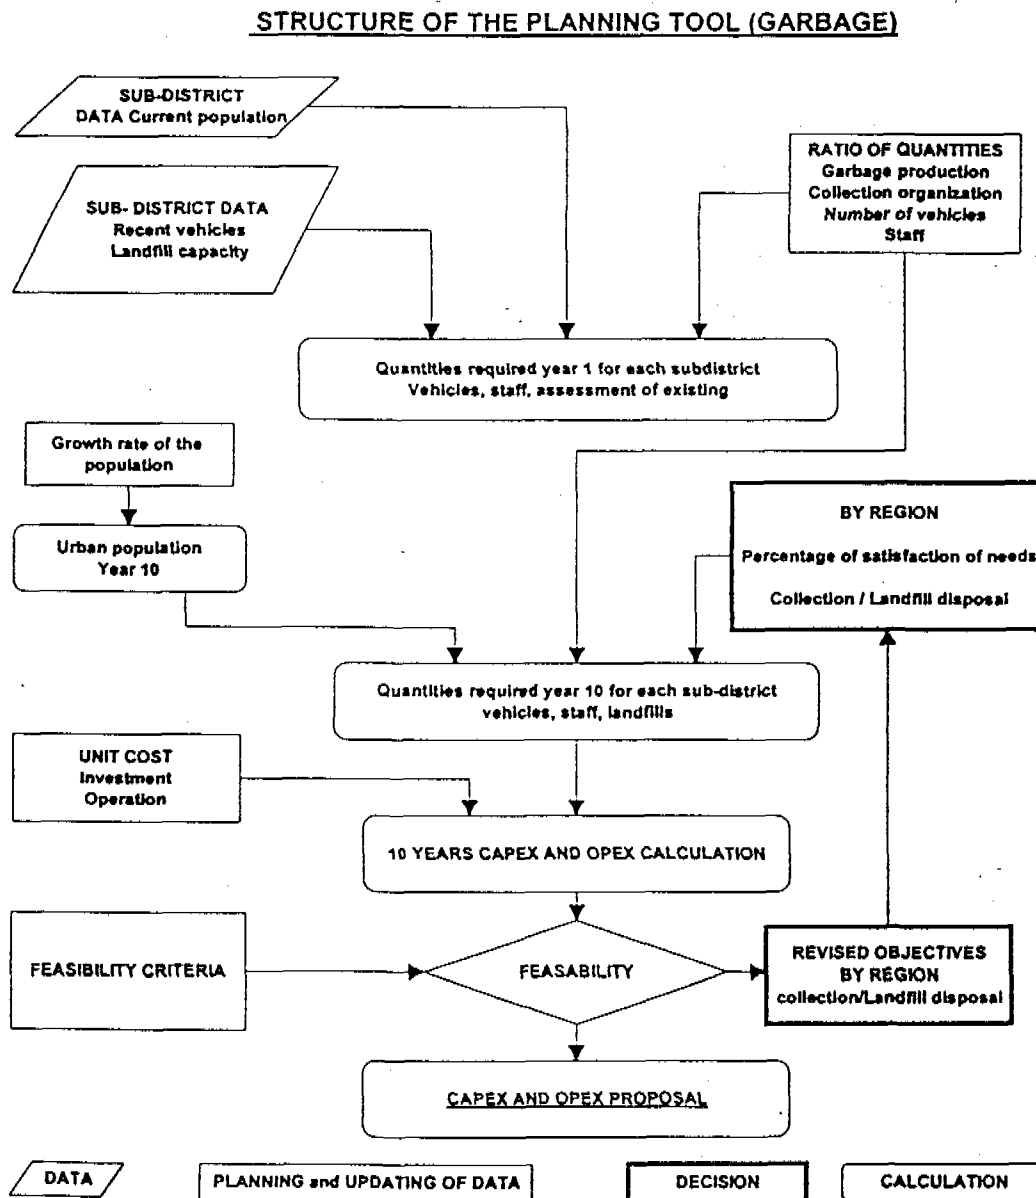 STRUCTURE OF THE PLANNING TOOL (GARBAGE)
SUB-DISTRICT
DATA Current population
SUB- DISTRICT DATA
Recent vehicles
Landfill capacity
RATIO OF QUANTITIES
Garbage production
Collection organization
Number of vehicles
Staff
Quantities required year 1 for each subdistrict
Vehicles, staff, assessment of existing
Growth rate of the
population
Urban population
Year 10
BY REGION
Percentage of satisfaction of needs
Collection / Landfill disposal
Quantities required year 10 for each sub-district
vehicles, staff, landfills
UNIT COST
Investment
Operation
10 YEARS CAPEX AND OPEX CALCULATION
FEASIBILITY CRITERIA
FEASABILITY
REVISED OBJECTIVES
BY REGION
collection/Landfill disposal
CAPEX AND OPEX PROPOSAL
DATA
PLANNING and UPDATING OF DATA
DECISION
CALCULATION